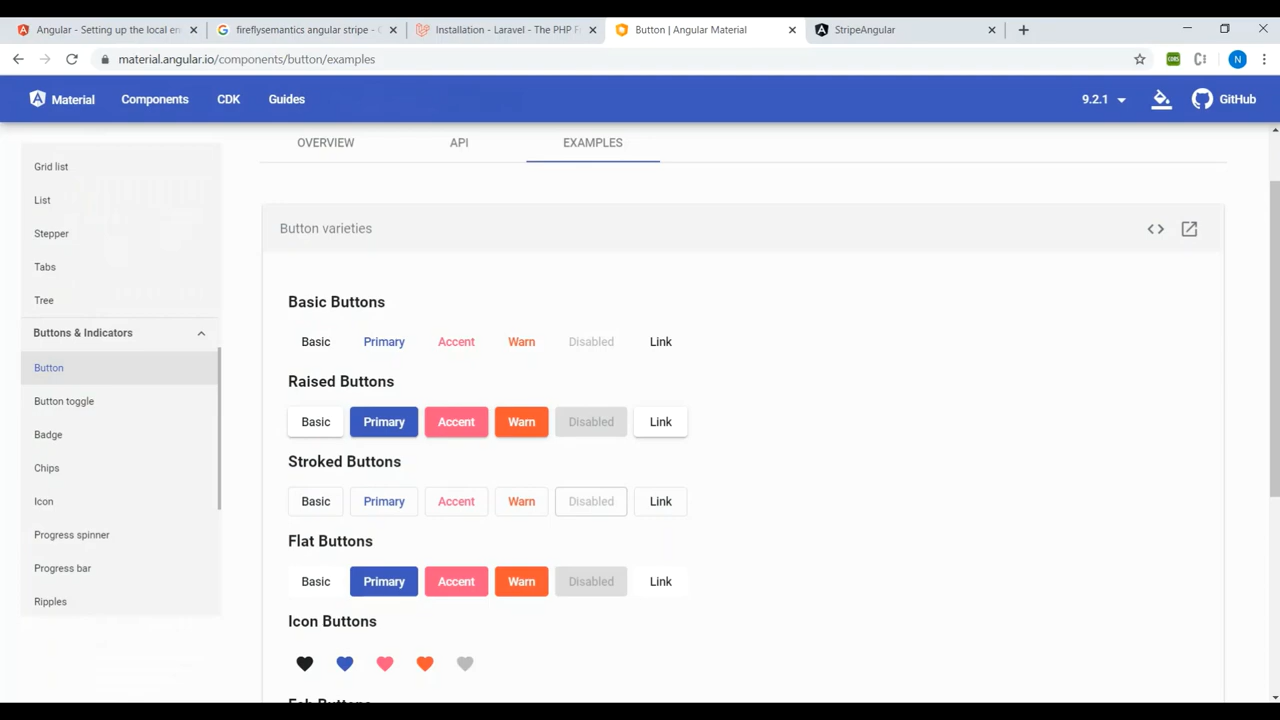 Angular - Setting up the local en
fireflysemantics angular stripe - G
Installation - Laravel - The PHP F
Button | Angular Material
StripeAngular
material.angular.io/components/button/examples
CORS
N
Material
Components
CDK
Guides
9.2.1
GitHub
OVERVIEW
API
EXAMPLES
Grid list
List
Stepper
Tabs
Tree
Buttons & Indicators
Button
Button toggle
Badge
Chips
Icon
Progress spinner
Progress bar
Ripples
Button varieties
Basic Buttons
Basic Primary Accent Warn Disabled Link
Raised Buttons
Basic Primary Accent Warn Disabled Link
Stroked Buttons
Basic Primary Accent Warn Disabled Link
Flat Buttons
Basic Primary Accent Warn Disabled Link
Icon Buttons
Fab Buttons